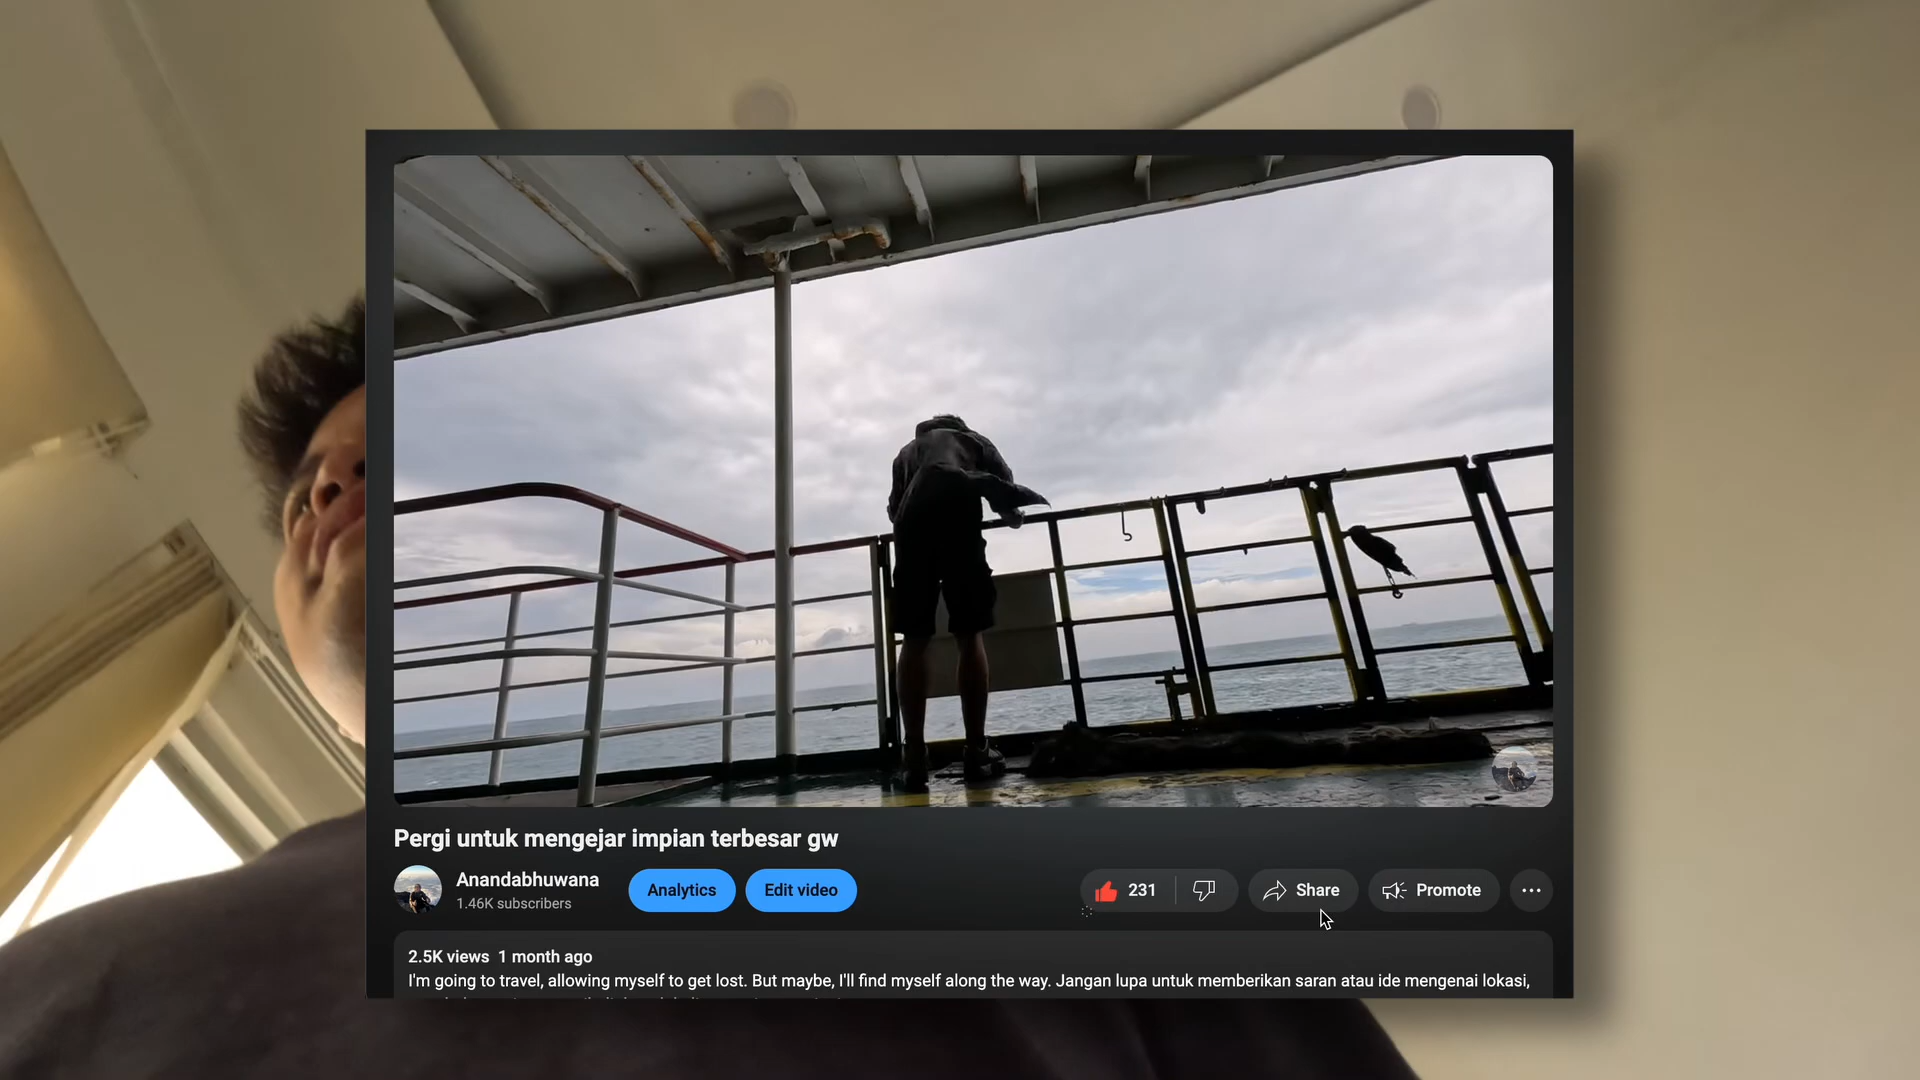 Pergi untuk mengejar impian terbesar gw
Anandabhuwana
1.46K subscribers
Analytics
Edit video
231
Share
Promote
2.5K views 1 month ago
I'm going to travel, allowing myself to get lost. But maybe, I'll find myself along the way. Jangan lupa untuk memberikan saran atau ide mengenai lokasi,